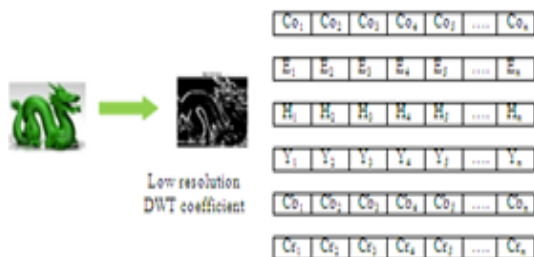 Co₁ Co₂ Co₃ Co₄ Co₅ .... Coₙ
E₁ E₂ E₃ E₄ E₅ .... Eₙ
H₁ H₂ H₃ H₄ H₅ .... Hₙ
Y₁ Y₂ Y₃ Y₄ Y₅ .... Yₙ
Low resolution
DWT coefficient
Cb₁ Cb₂ Cb₃ Cb₄ Cb₅ .... Cbₙ
Cr₁ Cr₂ Cr₃ Cr₄ Cr₅ .... Crₙ